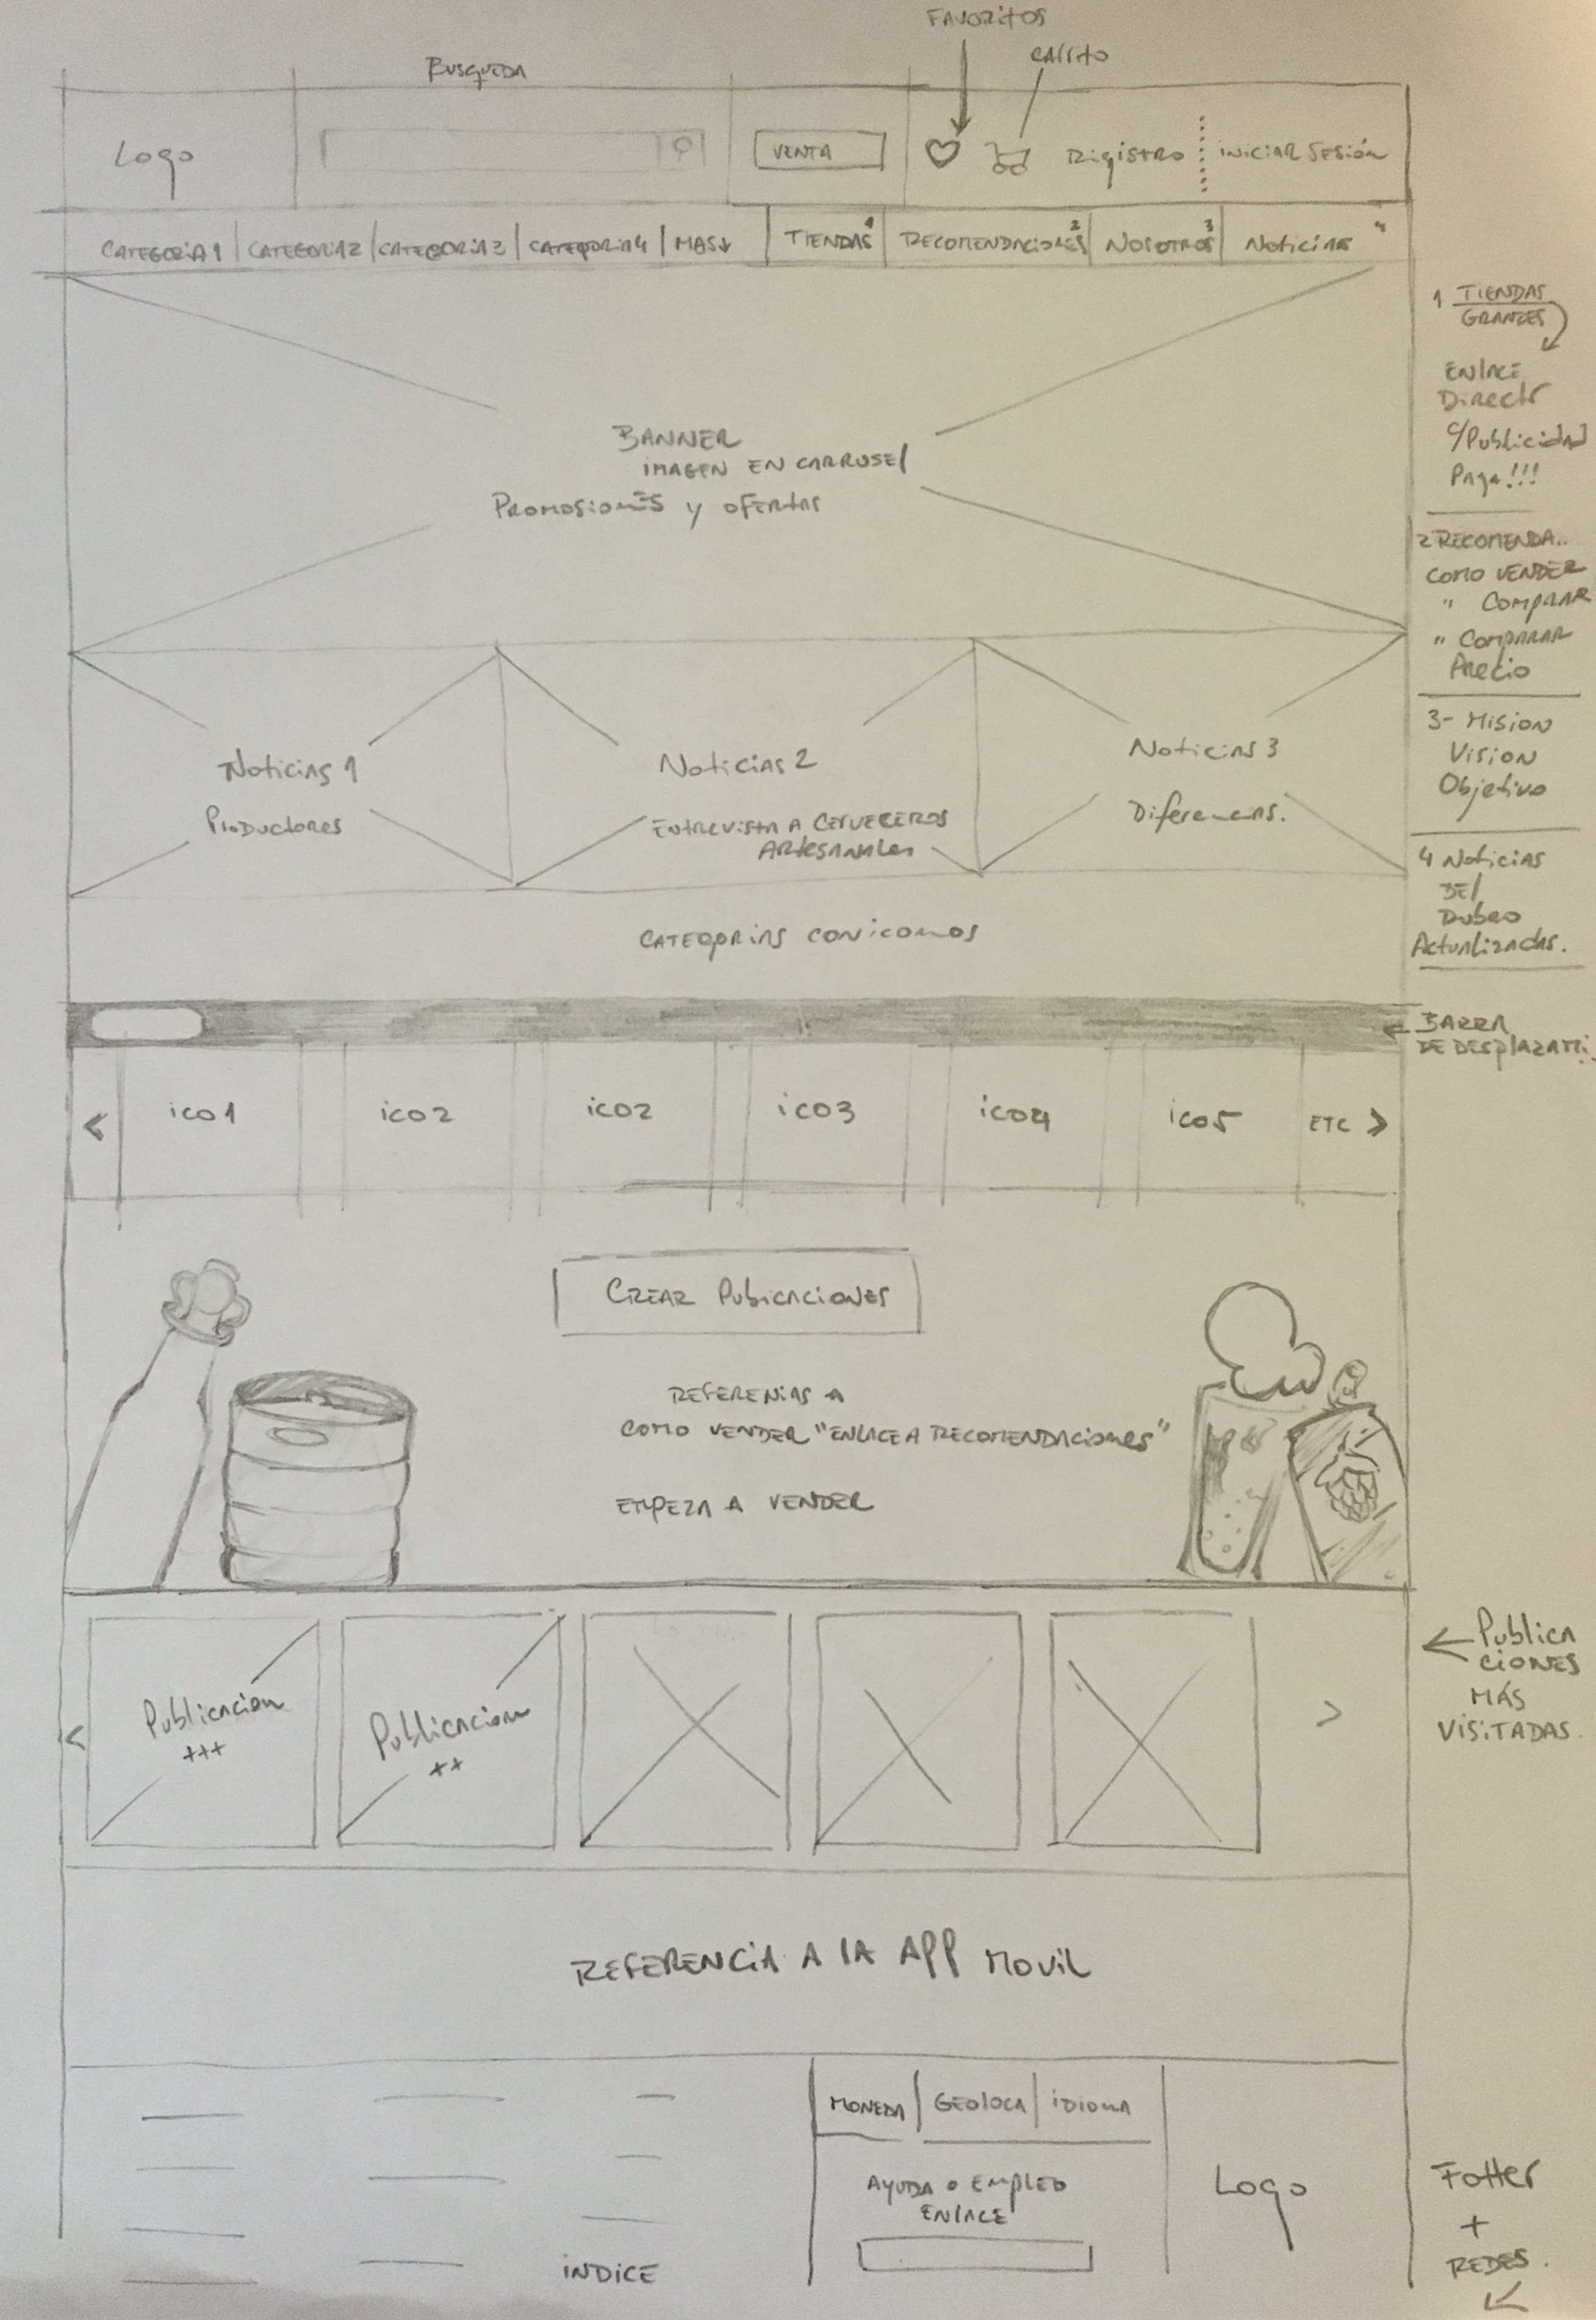 FAVORITOS
CARRITO
BUSQUEDA
Logo
VENTA
REGISTRO
INICIAR SESIÓN
CATEGORIA 1 | CATEGORIA 2 | CATEGORIA 3 | CATEGORIA 4 | MAS↓
TIENDAS 1 | RECOMENDACIONES 2 | NOSOTROS 3 | NOTICIAS 4
BANNER
IMAGEN EN CARRUSEL
PROMOSIONES Y OFERTAS
1 TIENDAS
GRANDES
ENLACE
DIRECTO
C/PUBLICIDAD
PAGA!!!
2 RECOMENDA..
COMO VENDER
" COMPRAR
" COMPARAR
PRECIO
3- MISION
VISION
Objetivo
4 Noticias
DEL
Actualizadas.
Noticias 1
Productores
Noticias 2
ENTREVISTA A CERVECEROS
ARTESANALES
Noticias 3
Diferencias.
CATEGORIAS CON ICONOS
← BARRA
DE DESPLAZAMI.
< ico1 ico2 ico2 ico3 ico4 ico5 ETC >
CREAR PUBICACIONES
REFERENIAS A
COMO VENDER "ENLACE A RECOMENDACIONES"
EMPEZA A VENDER
< Publicacion
+++
Publicacion
++
>
← PUBLICA
CIONES
MÁS
VISITADAS.
REFERENCIA A LA APP MOVIL
MONEDA | GEOLOCA | IDIOMA
AYUDA O EMPLEO
ENLACE
INDICE
Logo
Fotter
+
REDES.